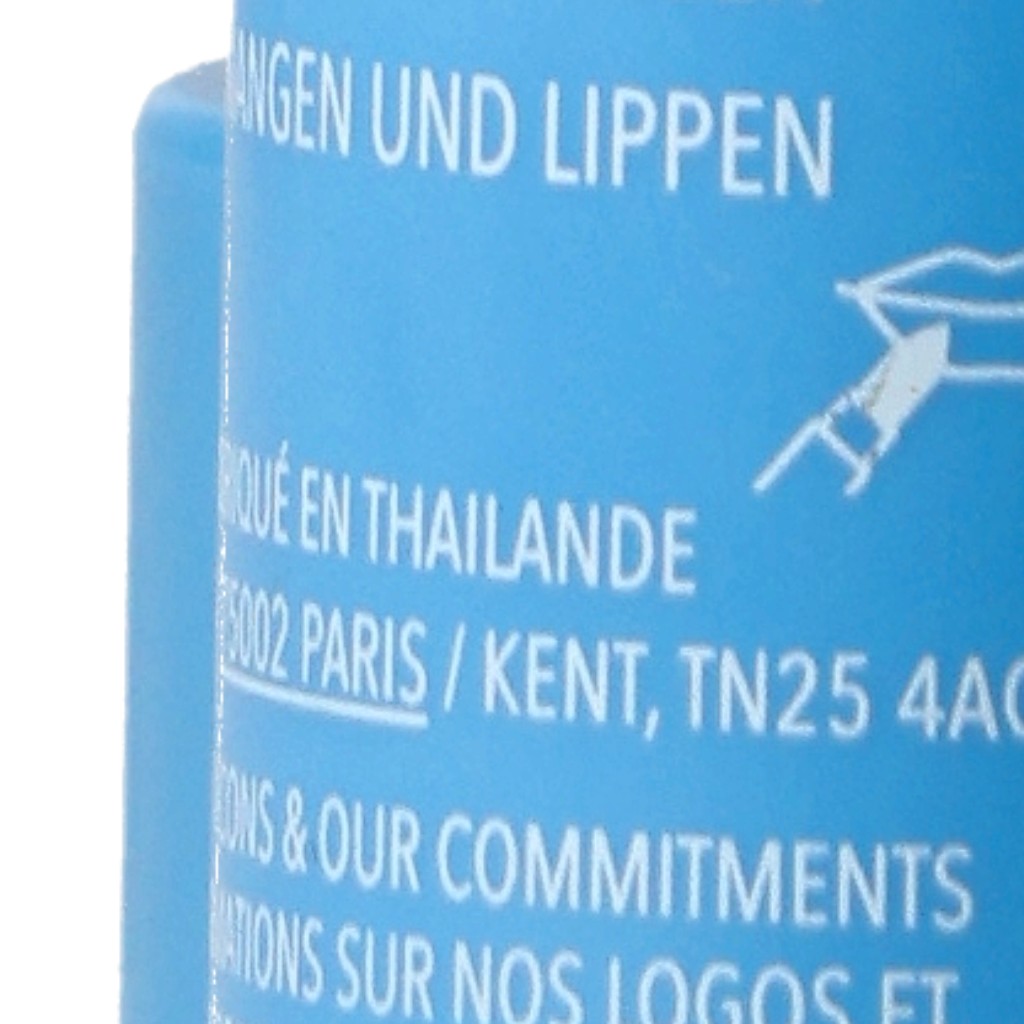 UND LIPPEN
EN THAILANDE
PARIS / KENT, TN25
& OUR COMMITMENTS
SUR NOS LOGOS ET